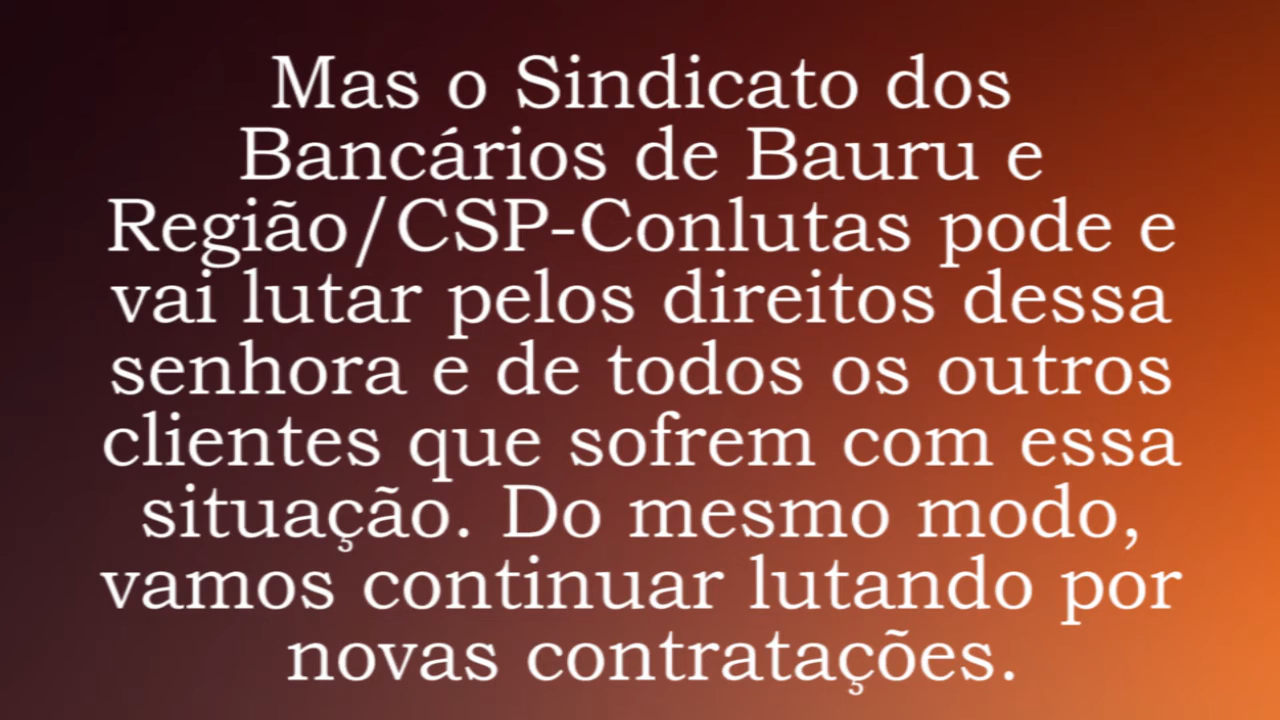 Mas o Sindicato dos
Bancários de Bauru e
Região/CSP-Conlutas pode e
vai lutar pelos direitos dessa
senhora e de todos os outros
clientes que sofrem com essa
situação. Do mesmo modo,
vamos continuar lutando por
novas contratações.